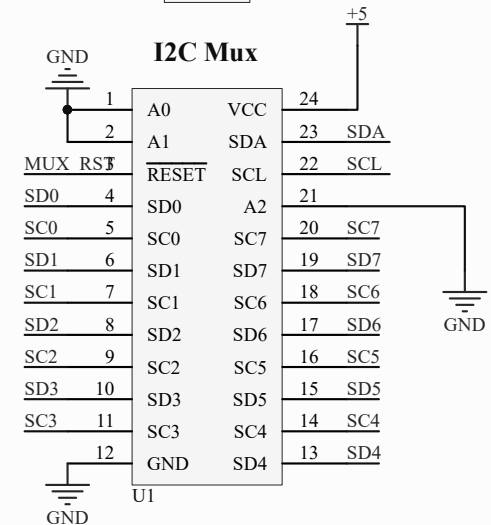 +5
GND
I2C Mux
1 A0 VCC 24
2 A1 SDA 23 SDA
MUX RST 3 RESET SCL 22 SCL
SD0 4 SD0 A2 21
SC0 5 SC0 SC7 20 SC7
SD1 6 SD1 SD7 19 SD7
SC1 7 SC1 SC6 18 SC6
SD2 8 SD2 SD6 17 SD6
GND
SC2 9 SC2 SC5 16 SC5
SD3 10 SD3 SD5 15 SD5
SC3 11 SC3 SC4 14 SC4
12 GND SD4 13 SD4
U1
GND